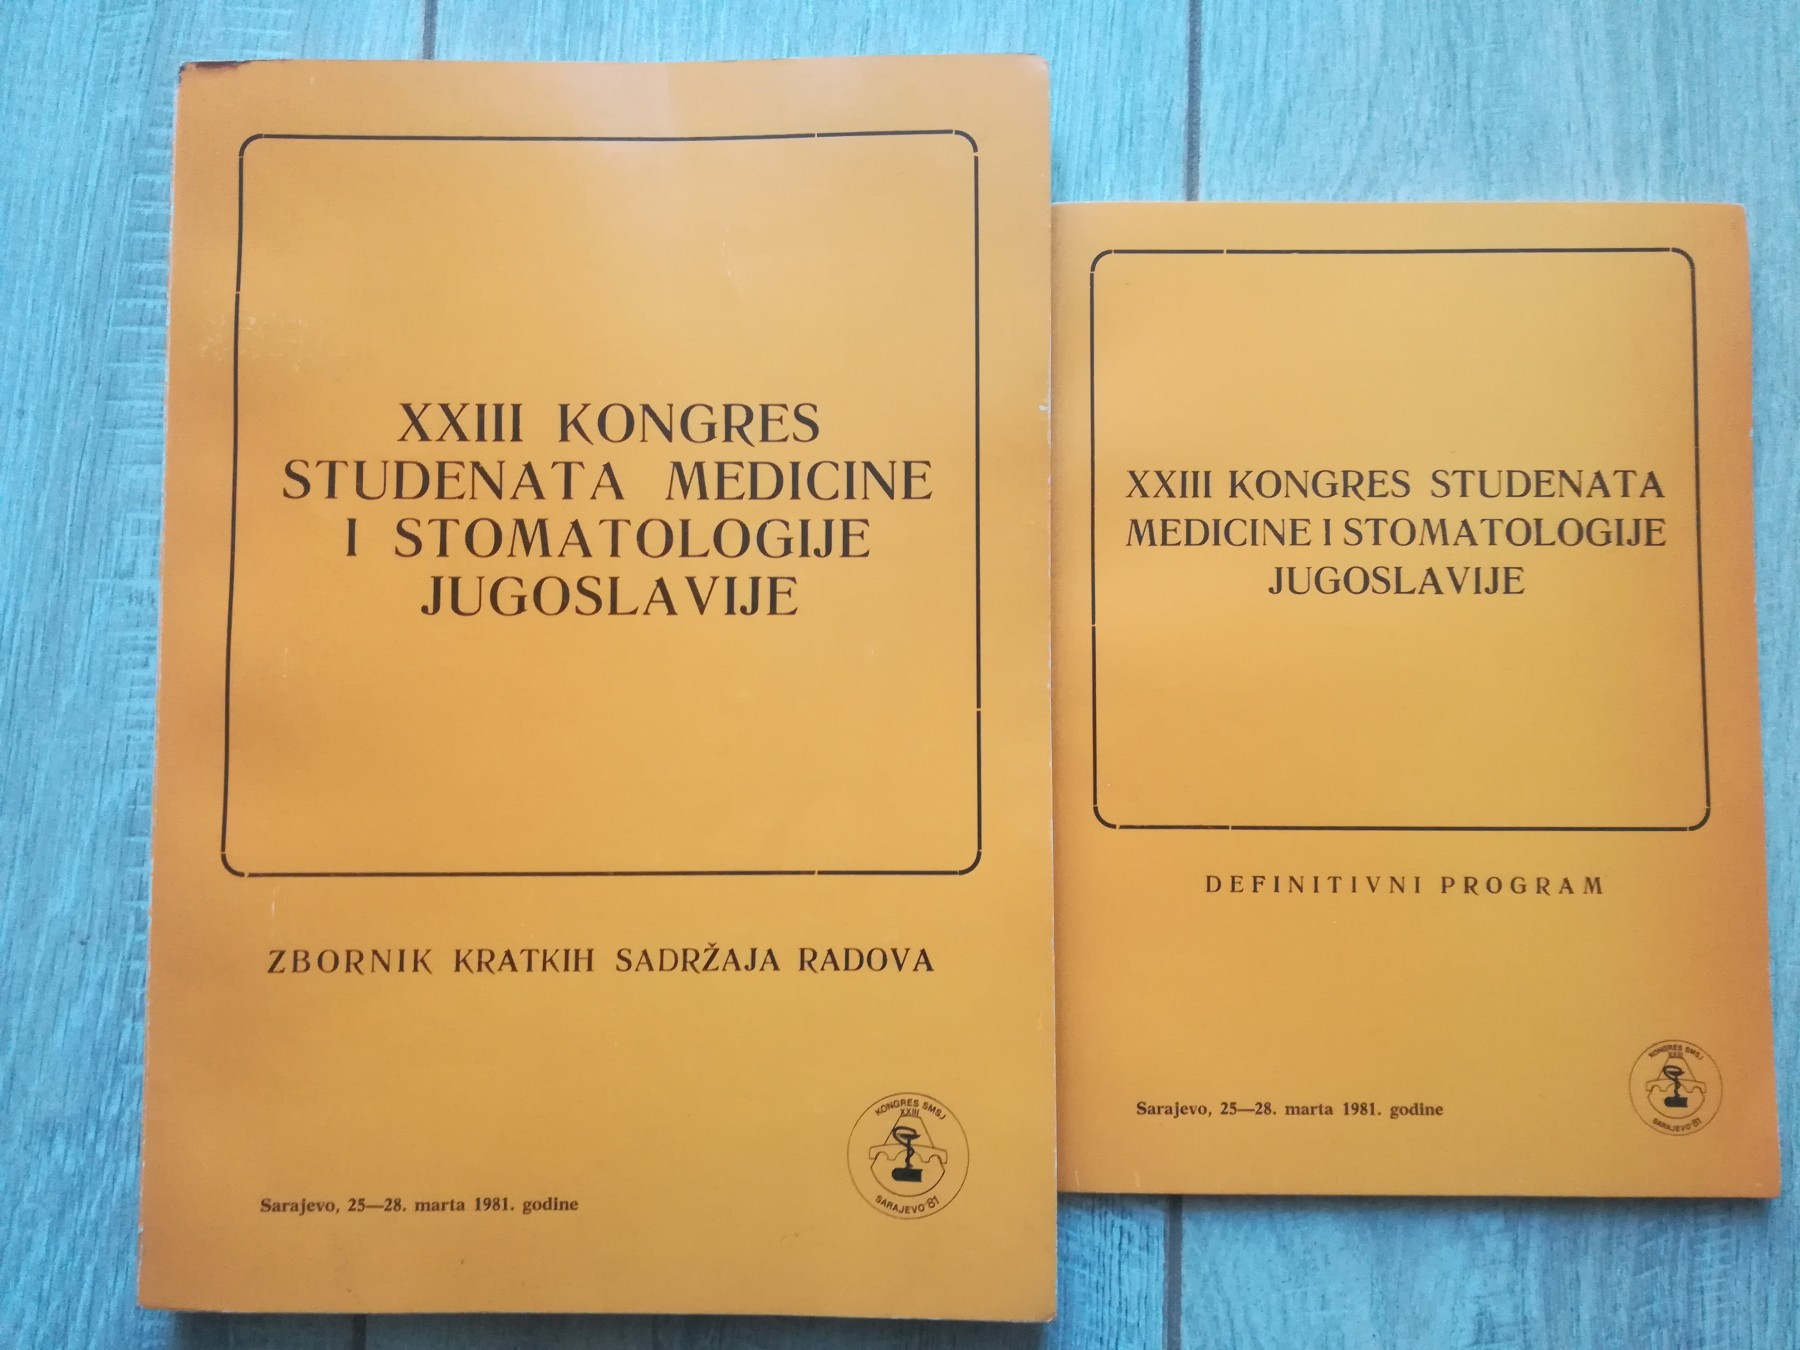 XXIII KONGRES
STUDENATA MEDICINE
I STOMATOLOGIJE
JUGOSLAVIJE
ZBORNIK KRATKIH SADRŽAJA RADOVA
Sarajevo, 25—28. marta 1981. godine
KONGRES SMSJ
XXIII
SARAJEVO-81
XXIII KONGRES STUDENATA
MEDICINE I STOMATOLOGIJE
JUGOSLAVIJE
DEFINITIVNI PROGRAM
Sarajevo, 25—28. marta 1981. godine
KONGRES SMSJ
XXIII
SARAJEVO-81